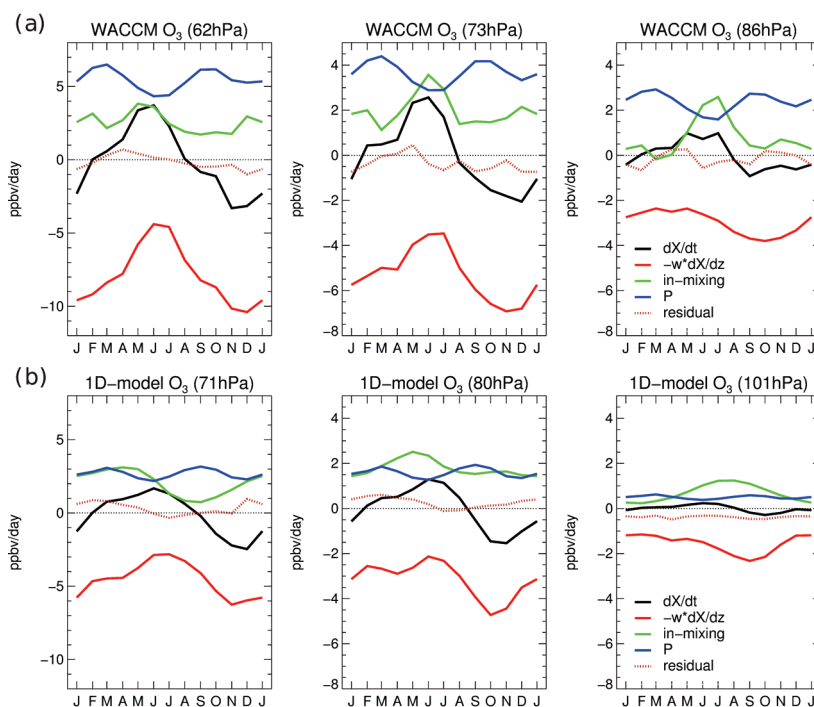 (a)
WACCM O3 (62hPa)
WACCM O3 (73hPa)
WACCM O3 (86hPa)
ppbv/day
5
0
−5
−10
J F M A M J J A S O N D J
ppbv/day
4
2
0
−2
−4
−6
−8
J F M A M J J A S O N D J
ppbv/day
4
2
0
−2
−4
−6
−8
dX/dt
−w*dX/dz
in−mixing
P
residual
J F M A M J J A S O N D J
(b)
1D−model O3 (71hPa)
1D−model O3 (80hPa)
1D−model O3 (101hPa)
ppbv/day
5
0
−5
−10
J F M A M J J A S O N D J
ppbv/day
4
2
0
−2
−4
−6
−8
J F M A M J J A S O N D J
ppbv/day
4
2
0
−2
−4
−6
−8
dX/dt
−w*dX/dz
in−mixing
P
residual
J F M A M J J A S O N D J